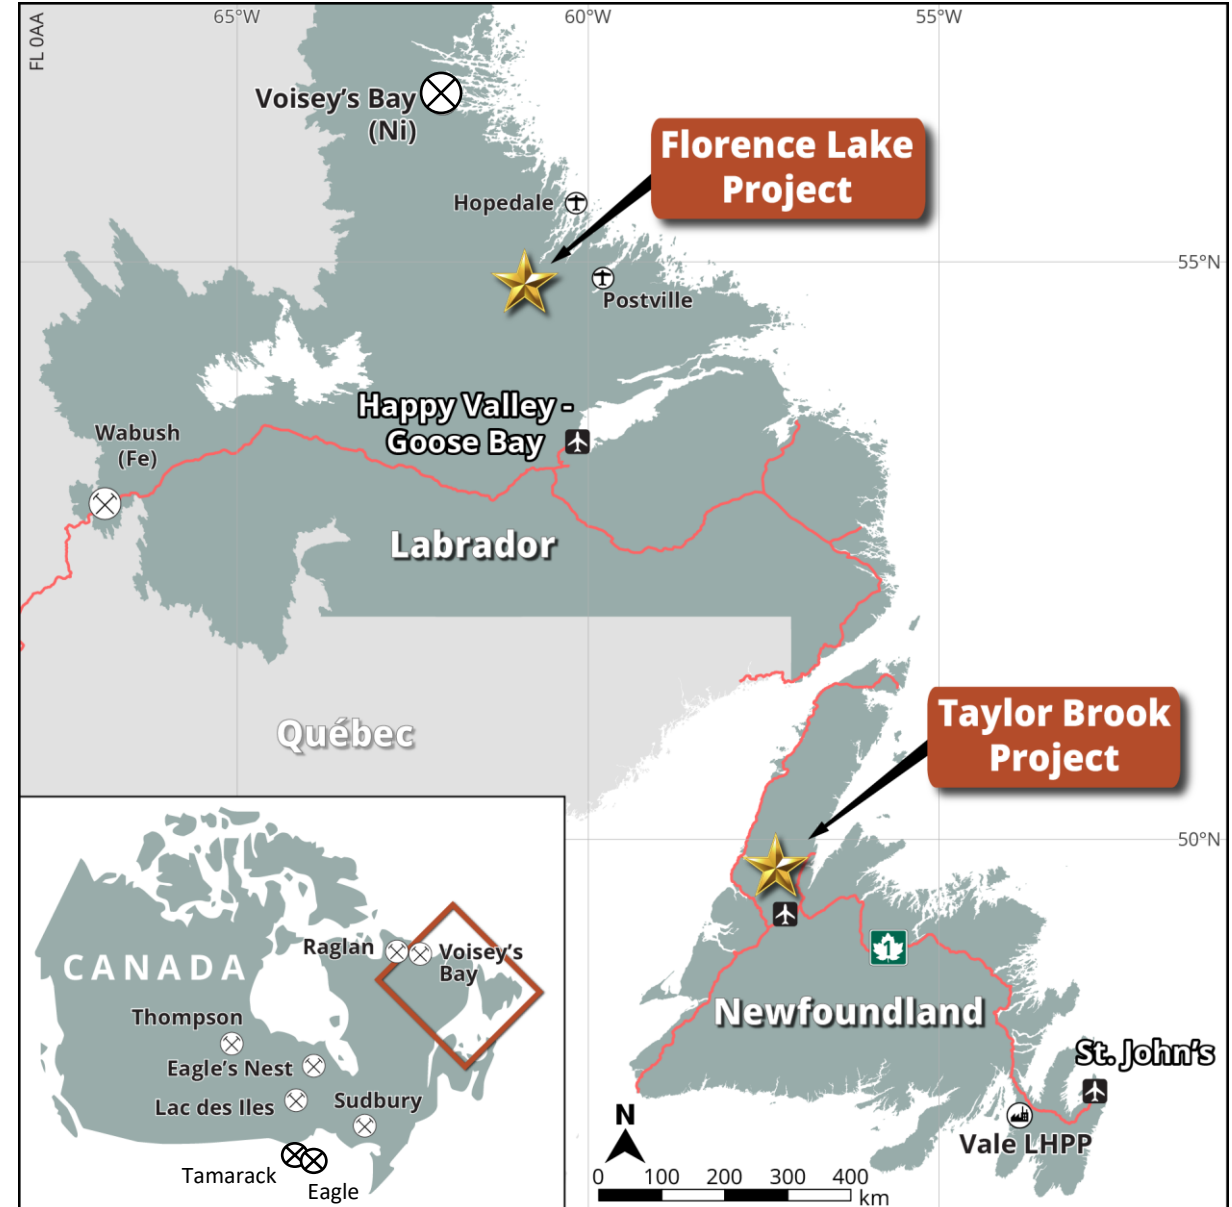 FL 0AA
65°W
60°W
55°W
Voisey's Bay
(Ni)
Florence Lake
Project
Hopedale
55°N
Postville
Happy Valley -
Goose Bay
Wabush
(Fe)
Labrador
Québec
Taylor Brook
Project
50°N
1
Newfoundland
St. John's
Vale LHPP
N
0 100 200 300 400
km
CANADA
Raglan
Voisey's
Bay
Thompson
Eagle's Nest
Lac des Iles
Sudbury
Tamarack
Eagle